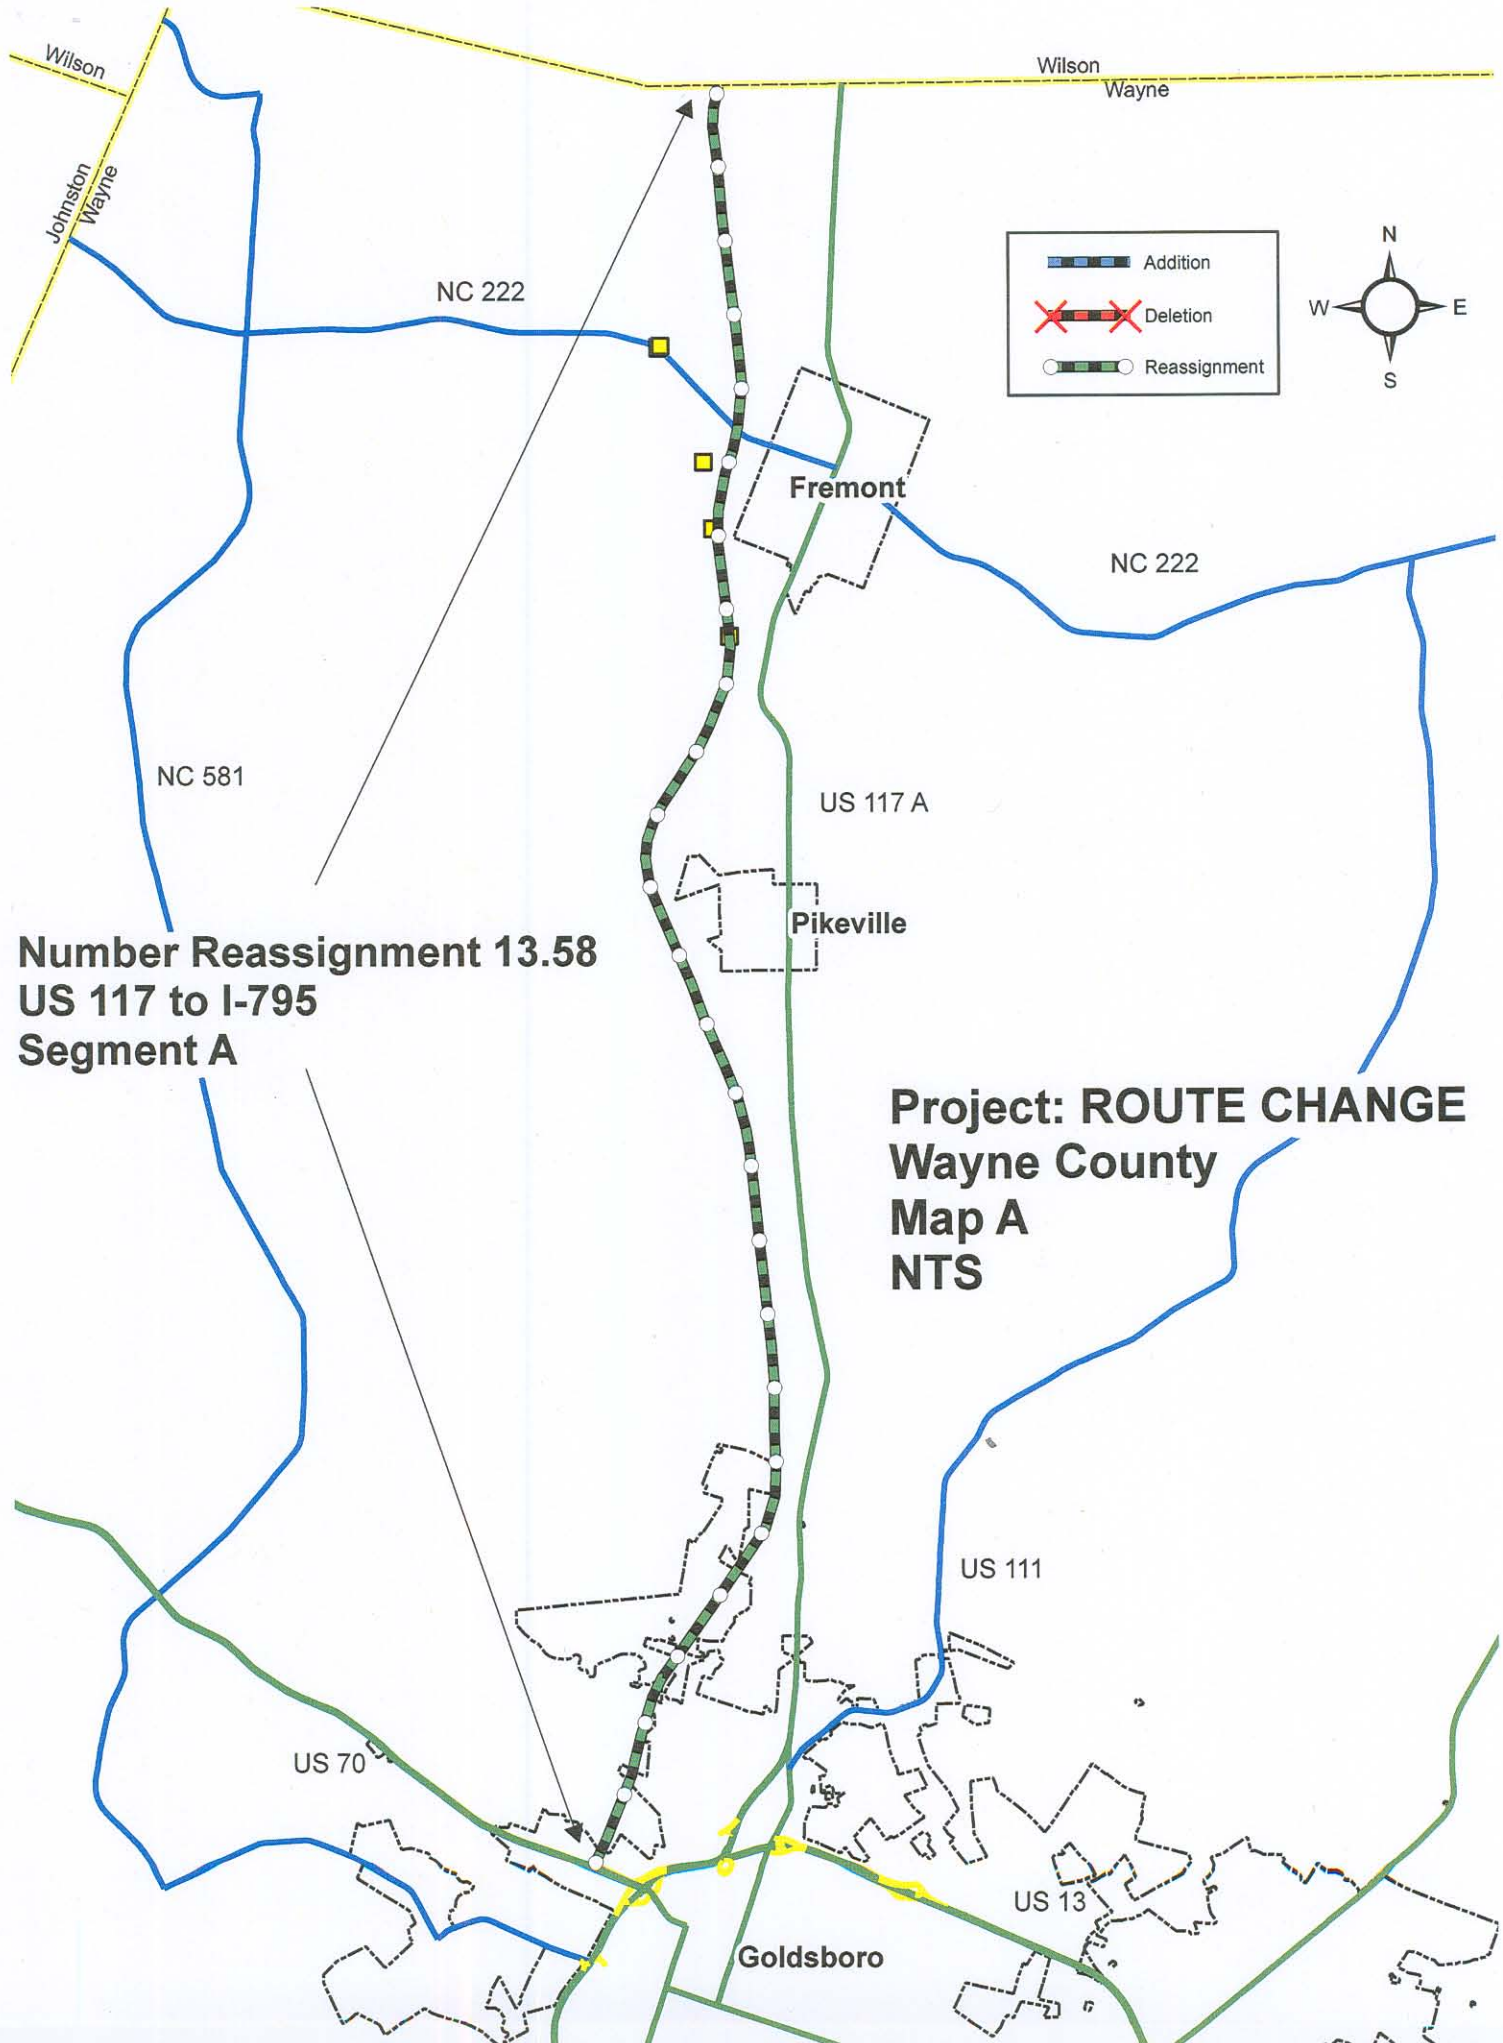 Wilson
Wilson
Wayne
Johnston
Wayne
N
W
E
S
Addition
Deletion
Reassignment
NC 222
Fremont
NC 222
NC 581
US 117 A
Pikeville
Number Reassignment 13.58
US 117 to I-795
Segment A
Project: ROUTE CHANGE
Wayne County
Map A
NTS
US 111
US 70
US 13
Goldsboro